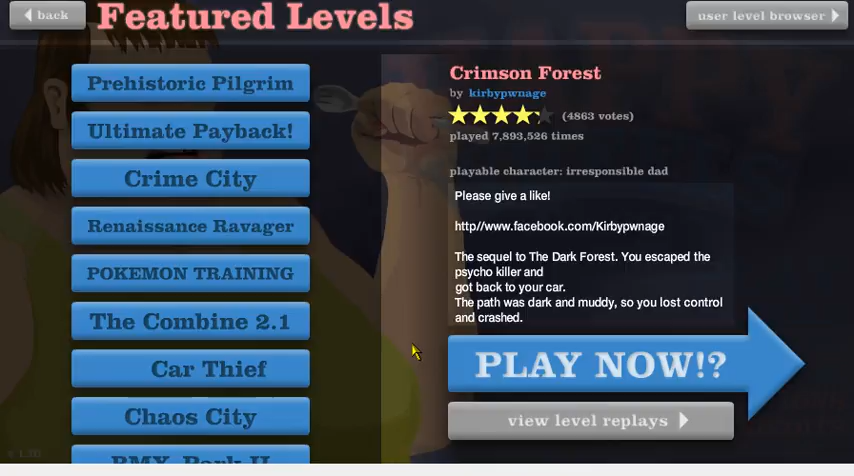 back
Featured Levels
user level browser
Prehistoric Pilgrim
Ultimate Payback!
Crime City
Renaissance Ravager
POKEMON TRAINING
The Combine 2.1
Car Thief
Chaos City
BMX Park II
Crimson Forest
by kirbypwnage
(4863 votes)
played 7,893,526 times
playable character: irresponsible dad
Please give a like!
http//www.facebook.com/Kirbypwnage
The sequel to The Dark Forest. You escaped the
psycho killer and
got back to your car.
The path was dark and muddy, so you lost control
and crashed.
PLAY NOW!?
view level replays